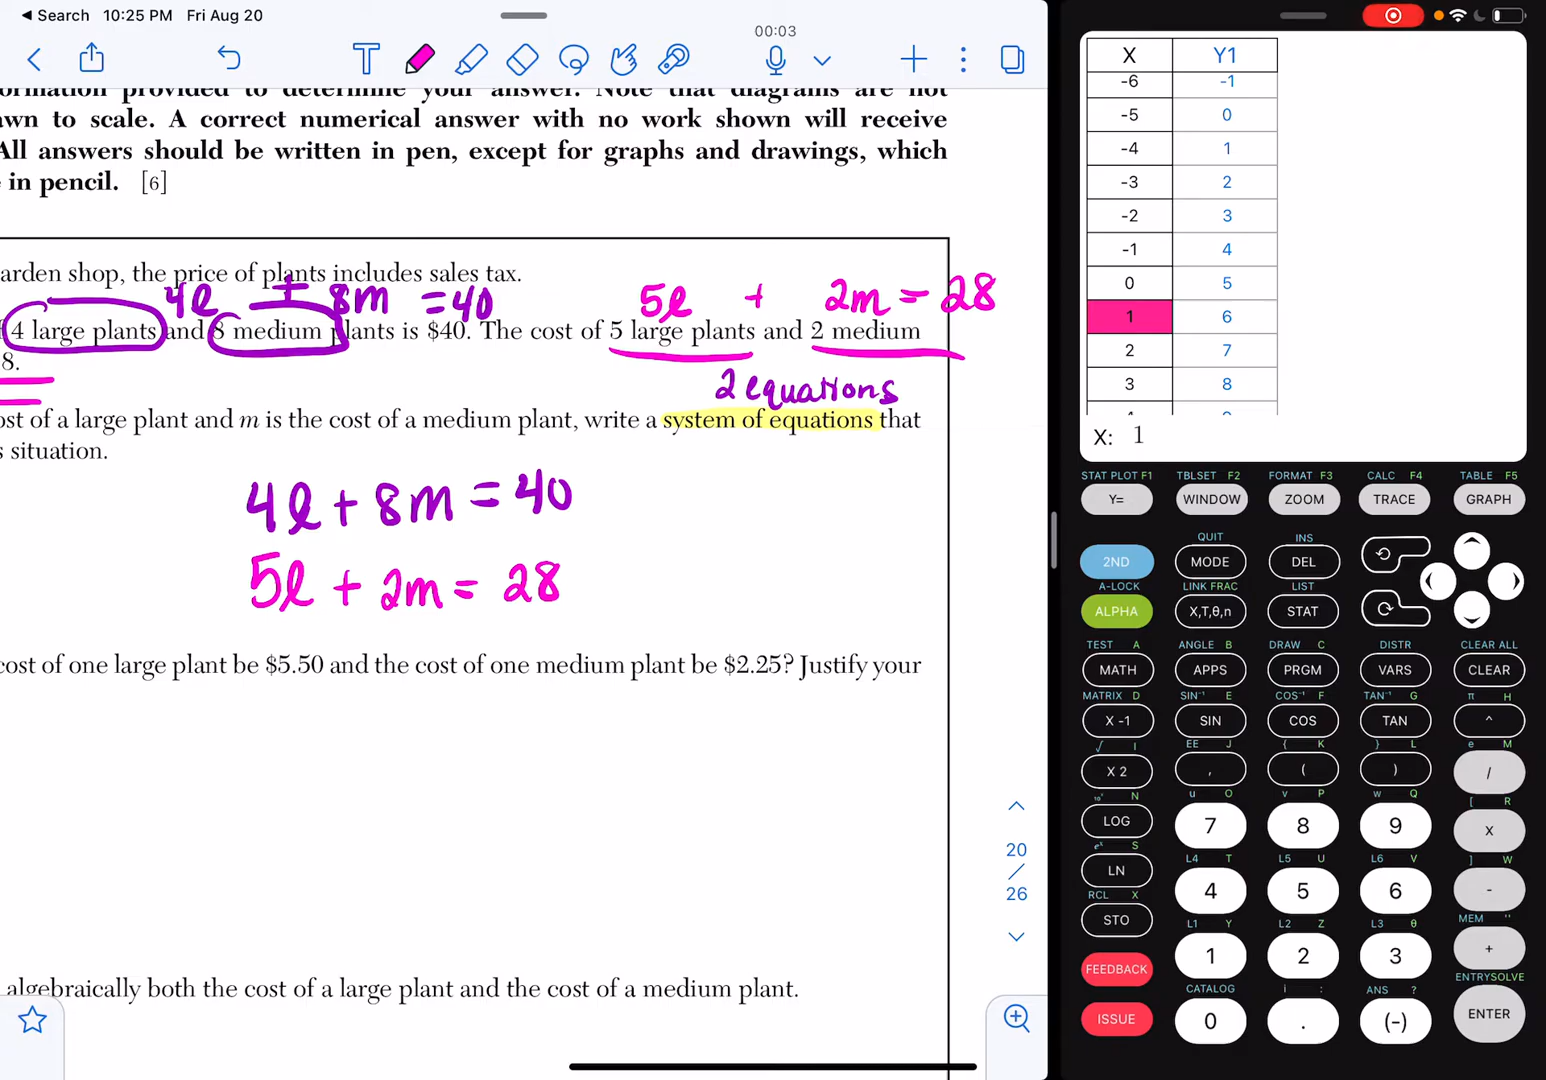 Search 10:25 PM Fri Aug 20
00:03
ormation provided to determine your answer. Note that diagrams are not
awn to scale. A correct numerical answer with no work shown will receive
All answers should be written in pen, except for graphs and drawings, which
in pencil. [6]
arden shop, the price of plants includes sales tax.
4l + 8m = 40 5l + 2m = 28
4 large plants and 8 medium plants is $40. The cost of 5 large plants and 2 medium
8.
2 equations
ost of a large plant and m is the cost of a medium plant, write a system of equations that
s situation.
4l + 8m = 40
5l + 2m = 28
cost of one large plant be $5.50 and the cost of one medium plant be $2.25? Justify your
algebraically both the cost of a large plant and the cost of a medium plant.
20
/
26
X Y1
-6 -1
-5 0
-4 1
-3 2
-2 3
-1 4
0 5
1 6
2 7
3 8
X: 1
STAT PLOT F1 TBLSET F2 FORMAT F3 CALC F4 TABLE F5
Y= WINDOW ZOOM TRACE GRAPH
QUIT INS
2ND MODE DEL
A-LOCK LINK FRAC LIST
ALPHA X,T,θ,n STAT
TEST A ANGLE B DRAW C DISTR CLEAR ALL
MATH APPS PRGM VARS CLEAR
MATRIX D SIN⁻¹ E COS⁻¹ F TAN⁻¹ G π H
X -1 SIN COS TAN ^
√ I EE J { K } L e M
X 2 , ( ) /
10ˣ N u O v P w Q [ R
LOG 7 8 9 x
eˣ S L4 T L5 U L6 V ] W
LN 4 5 6 -
RCL X L1 Y L2 Z L3 θ MEM "
STO 1 2 3 +
FEEDBACK
CATALOG i : ANS ? ENTRYSOLVE
ISSUE 0 . (-) ENTER